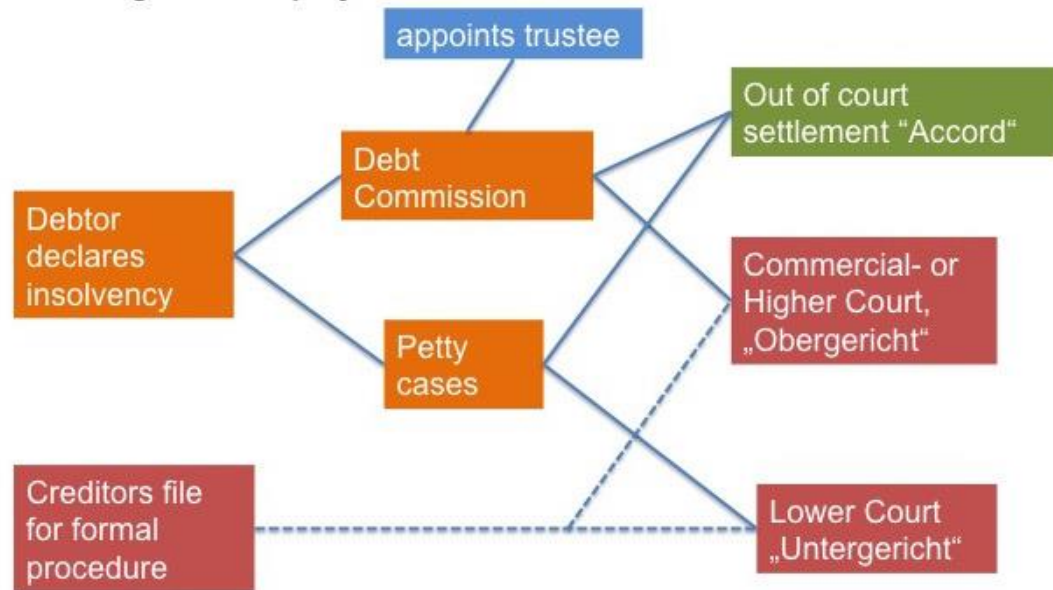 appoints trustee
Out of court
settlement “Accord“
Debt
Commission
Debtor
declares
insolvency
Commercial- or
Higher Court,
„Obergericht“
Petty
cases
Creditors file
for formal
procedure
Lower Court
„Untergericht“